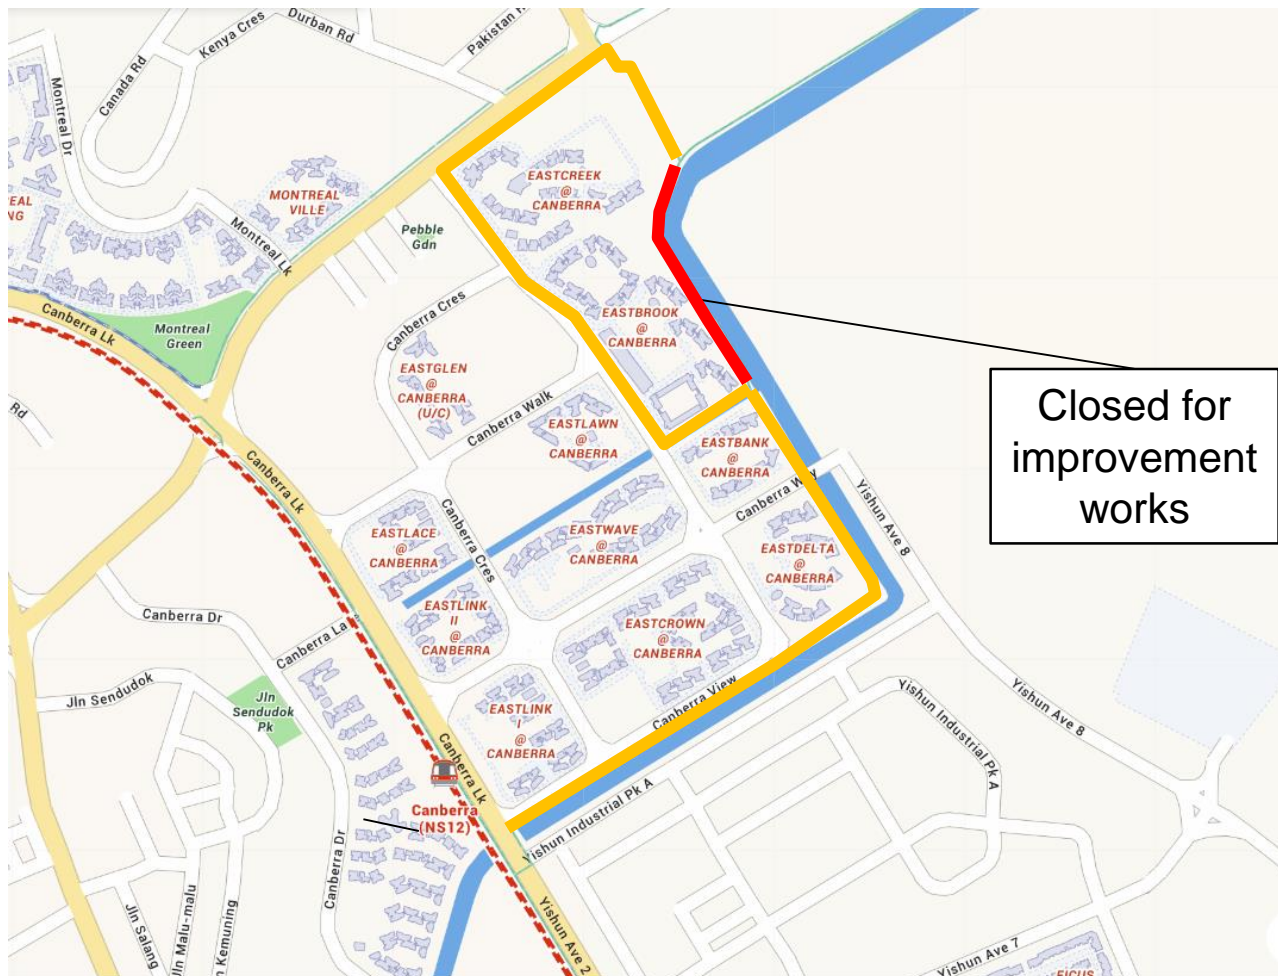 Kenya Cres
Durban Rd
Pakistan R
Canada Rd
Montreal Dr
EASTCREEK
@
CANBERRA
MONTREAL
VILLE
EAL
NG
Montreal Lk
Pebble
Gdn
Canberra Lk
Montreal
Green
Canberra Cres
EASTBROOK
@
CANBERRA
EASTGLEN
@
CANBERRA
(U/C)
Closed for
improvement
works
Rd
Canberra Walk
EASTLAWN
@
CANBERRA
EASTBANK
@
CANBERRA
Canberra Lk
Canberra Way
Yishun Ave 8
EASTLACE
@
CANBERRA
Canberra Cres
EASTWAVE
@
CANBERRA
EASTDELTA
@
CANBERRA
EASTLINK
II
@
CANBERRA
EASTCROWN
@
CANBERRA
Canberra Dr
Canberra La
Jln Sendudok
Jln
Sendudok
Pk
EASTLINK
I
@
CANBERRA
Canberra View
Yishun Industrial Pk A
Yishun Ave 8
Canberra Lk
Canberra
(NS12)
Yishun Industrial Pk A
Canberra Dr
Jln Salang
Jln Malu-malu
n Kemuning
Yishun Ave 2
Yishun Ave 7
FICUS